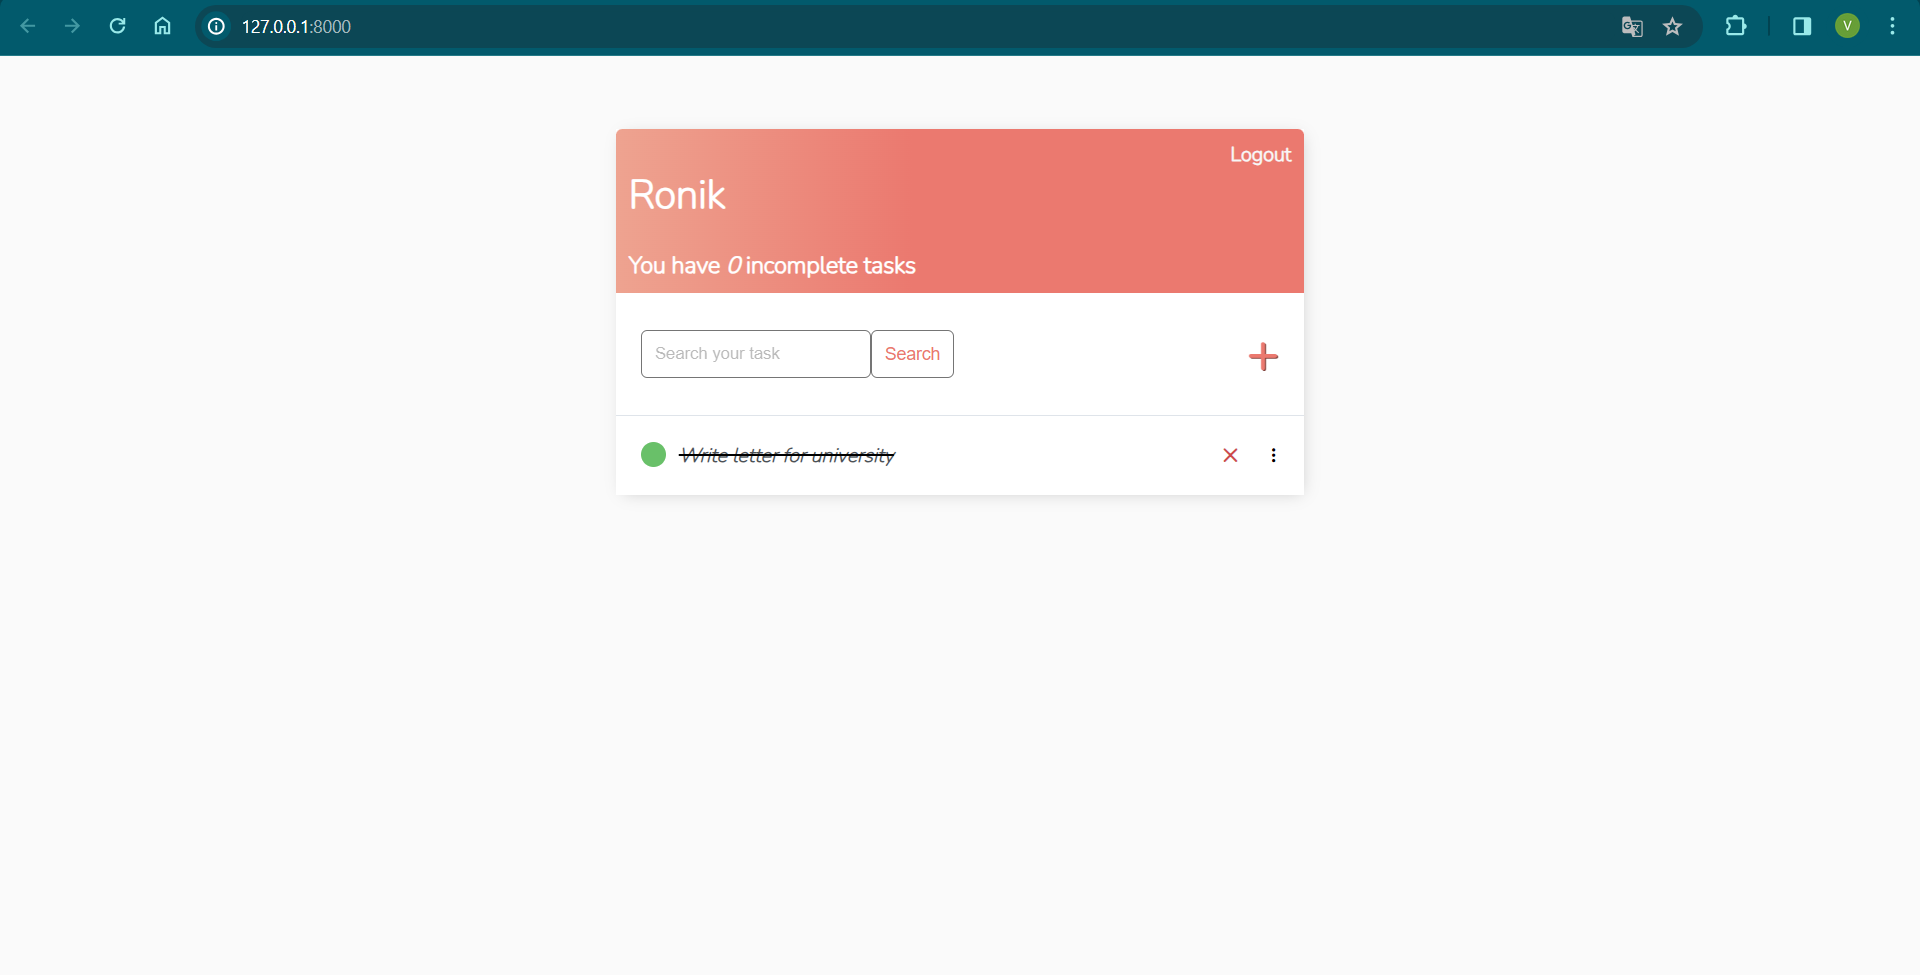 127.0.0.1:8000
V
Logout
Ronik
You have 0 incomplete tasks
Search your task
Search
Write letter for university